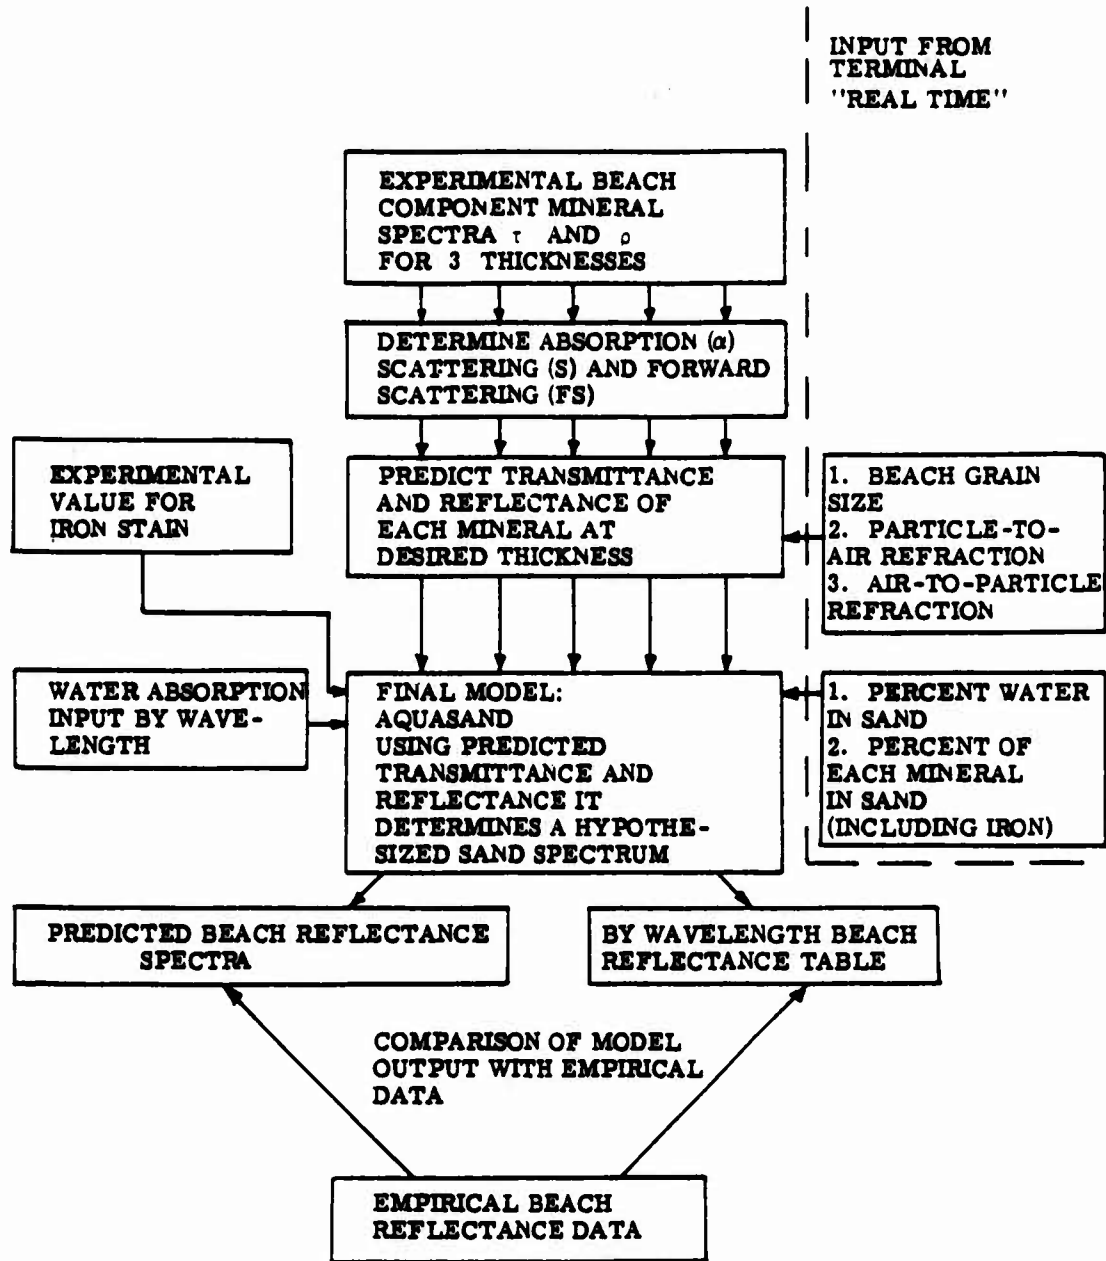 INPUT FROM
TERMINAL
"REAL TIME"
EXPERIMENTAL BEACH
COMPONENT MINERAL
SPECTRA τ AND ρ
FOR 3 THICKNESSES
DETERMINE ABSORPTION (α)
SCATTERING (S) AND FORWARD
SCATTERING (FS)
EXPERIMENTAL
VALUE FOR
IRON STAIN
PREDICT TRANSMITTANCE
AND REFLECTANCE OF
EACH MINERAL AT
DESIRED THICKNESS
1. BEACH GRAIN
SIZE
2. PARTICLE-TO-
AIR REFRACTION
3. AIR-TO-PARTICLE
REFRACTION
WATER ABSORPTION
INPUT BY WAVE-
LENGTH
FINAL MODEL:
AQUASAND
USING PREDICTED
TRANSMITTANCE AND
REFLECTANCE IT
DETERMINES A HYPOTHE-
SIZED SAND SPECTRUM
1. PERCENT WATER
IN SAND
2. PERCENT OF
EACH MINERAL
IN SAND
(INCLUDING IRON)
PREDICTED BEACH REFLECTANCE
SPECTRA
BY WAVELENGTH BEACH
REFLECTANCE TABLE
COMPARISON OF MODEL
OUTPUT WITH EMPIRICAL
DATA
EMPIRICAL BEACH
REFLECTANCE DATA